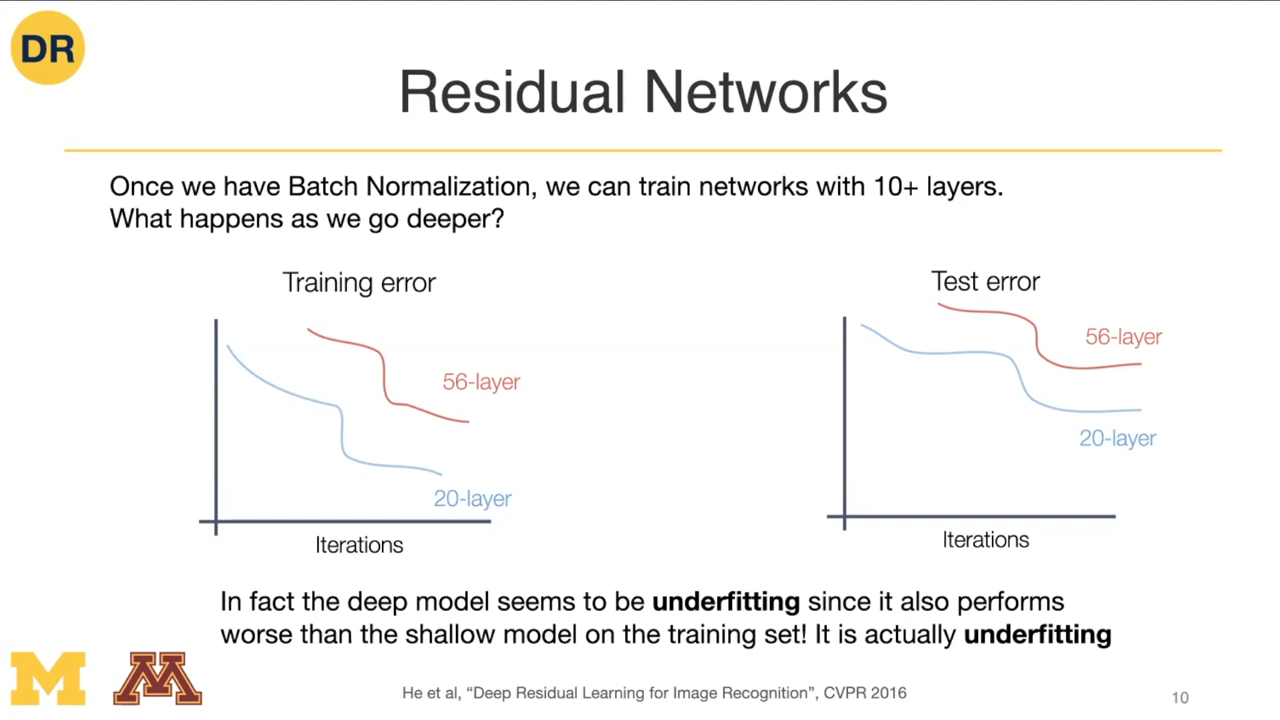 DR
Residual Networks
Once we have Batch Normalization, we can train networks with 10+ layers.
What happens as we go deeper?
Training error
56-layer
20-layer
Iterations
Test error
56-layer
20-layer
Iterations
In fact the deep model seems to be underfitting since it also performs
worse than the shallow model on the training set! It is actually underfitting
M
M
He et al, “Deep Residual Learning for Image Recognition”, CVPR 2016
10